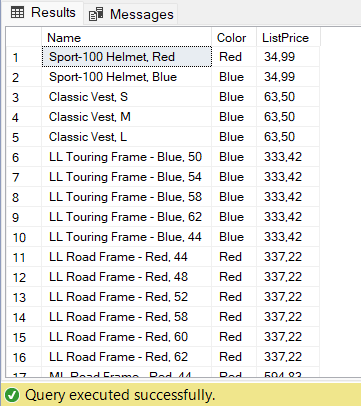 Results Messages
Name Color ListPrice
1 Sport-100 Helmet, Red Red 34,99
2 Sport-100 Helmet, Blue Blue 34,99
3 Classic Vest, S Blue 63,50
4 Classic Vest, M Blue 63,50
5 Classic Vest, L Blue 63,50
6 LL Touring Frame - Blue, 50 Blue 333,42
7 LL Touring Frame - Blue, 54 Blue 333,42
8 LL Touring Frame - Blue, 58 Blue 333,42
9 LL Touring Frame - Blue, 62 Blue 333,42
10 LL Touring Frame - Blue, 44 Blue 333,42
11 LL Road Frame - Red, 44 Red 337,22
12 LL Road Frame - Red, 48 Red 337,22
13 LL Road Frame - Red, 52 Red 337,22
14 LL Road Frame - Red, 58 Red 337,22
15 LL Road Frame - Red, 60 Red 337,22
16 LL Road Frame - Red, 62 Red 337,22
17 ML Road Frame - Red, 44 Red 594,83
Query executed successfully.